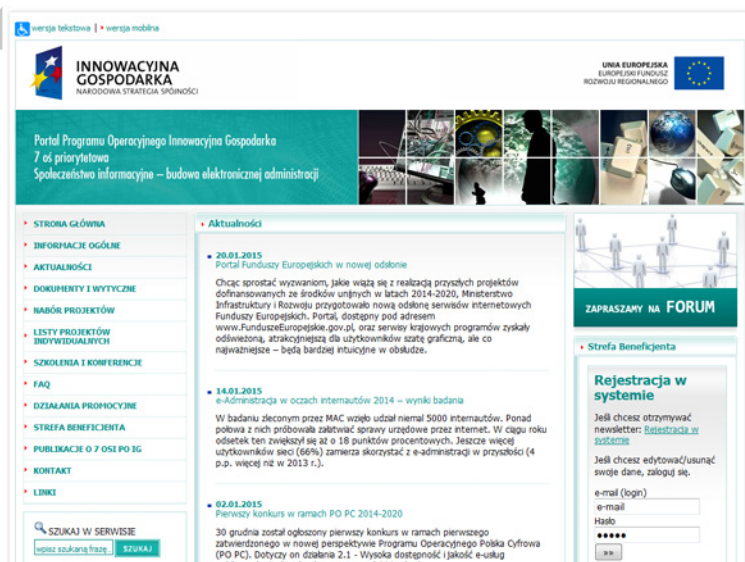 wersja tekstowa | wersja mobilna
INNOWACYJNA
GOSPODARKA
NARODOWA STRATEGIA SPÓJNOŚCI
UNIA EUROPEJSKA
EUROPEJSKI FUNDUSZ
ROZWOJU REGIONALNEGO
Portal Programu Operacyjnego Innowacyjna Gospodarka
7 oś priorytetowa
Społeczeństwo informacyjne – budowa elektronicznej administracji
STRONA GŁÓWNA
INFORMACJE OGÓLNE
AKTUALNOŚCI
DOKUMENTY I WYTYCZNE
NABÓR PROJEKTÓW
LISTY PROJEKTÓW
INDYWIDUALNYCH
SZKOLENIA I KONFERENCJE
FAQ
DZIAŁANIA PROMOCYJNE
STREFA BENEFICJENTA
PUBLIKACJE O 7 OSI PO IG
KONTAKT
LINKI
SZUKAJ W SERWISIE
wpisz szukaną frazę... SZUKAJ
Aktualności
20.01.2015
Portal Funduszy Europejskich w nowej odsłonie
Chcąc sprostać wyzwaniom, jakie wiążą się z realizacją przyszłych projektów
dofinansowanych ze środków unijnych w latach 2014-2020, Ministerstwo
Infrastruktury i Rozwoju przygotowało nową odsłonę serwisów internetowych
Funduszy Europejskich. Portal, dostępny pod adresem
www.FunduszeEuropejskie.gov.pl, oraz serwisy krajowych programów zyskały
odświeżoną, atrakcyjniejszą dla użytkowników szatę graficzną, ale co
najważniejsze – będą bardziej intuicyjne w obsłudze.
14.01.2015
e-Administracja w oczach internautów 2014 – wyniki badania
W badaniu zleconym przez MAC wzięło udział niemal 5000 internautów. Ponad
połowa z nich próbowała załatwiać sprawy urzędowe przez internet. W ciągu roku
odsetek ten zwiększył się aż o 18 punktów procentowych. Jeszcze więcej
użytkowników sieci (66%) zamierza skorzystać z e-administracji w przyszłości (4
p.p. więcej niż w 2013 r.).
02.01.2015
Pierwszy konkurs w ramach PO PC 2014-2020
30 grudnia został ogłoszony pierwszy konkurs w ramach pierwszego
zatwierdzonego w nowej perspektywie Programu Operacyjnego Polska Cyfrowa
(PO PC). Dotyczy on działania 2.1 - Wysoka dostępność i jakość e-usług
ZAPRASZAMY NA FORUM
Strefa Beneficjenta
Rejestracja w
systemie
Jeśli chcesz otrzymywać
newsletter: Rejestracja w
systemie
Jeśli chcesz edytować/usunąć
swoje dane, zaloguj się.
e-mail (login)
e-mail
Hasło
●●●●●
»»